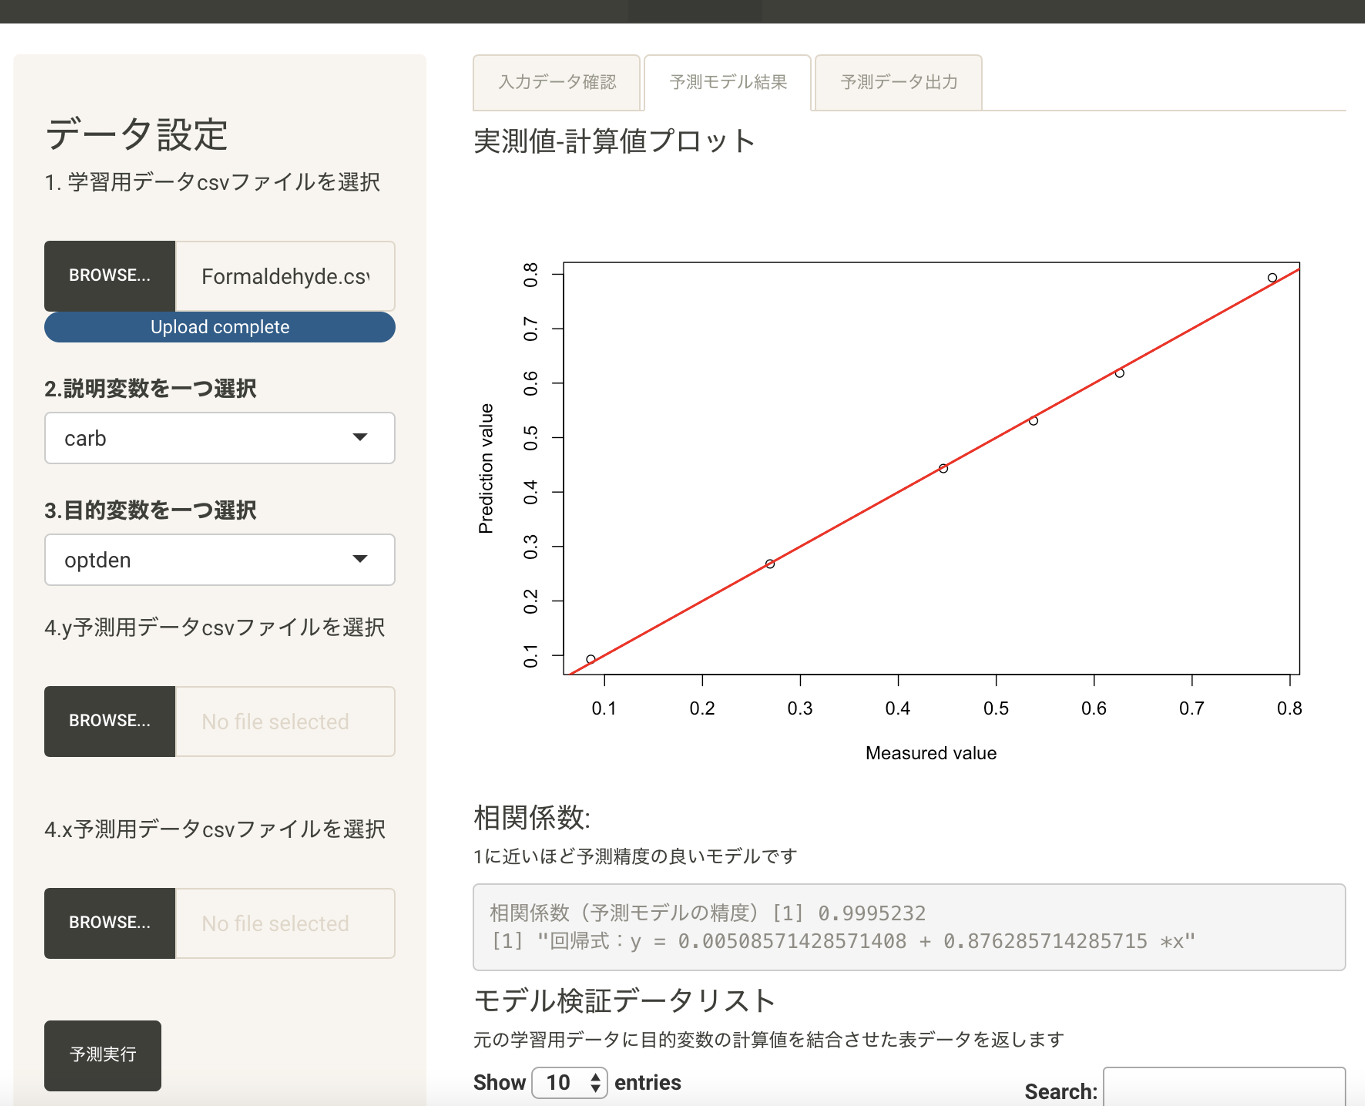 データ設定
1. 学習用データcsvファイルを選択
BROWSE...
Formaldehyde.csv
Upload complete
2.説明変数を一つ選択
carb
3.目的変数を一つ選択
optden
4.y予測用データcsvファイルを選択
BROWSE...
No file selected
4.x予測用データcsvファイルを選択
BROWSE...
No file selected
予測実行
入力データ確認
予測モデル結果
予測データ出力
実測値-計算値プロット
Prediction value
0.8
0.7
0.6
0.5
0.4
0.3
0.2
0.1
0.1 0.2 0.3 0.4 0.5 0.6 0.7 0.8
Measured value
相関係数:
1に近いほど予測精度の良いモデルです
相関係数（予測モデルの精度）[1] 0.9995232
[1] "回帰式：y = 0.00508571428571408 + 0.876285714285715 *x"
モデル検証データリスト
元の学習用データに目的変数の計算値を結合させた表データを返します
Show 10 entries
Search: